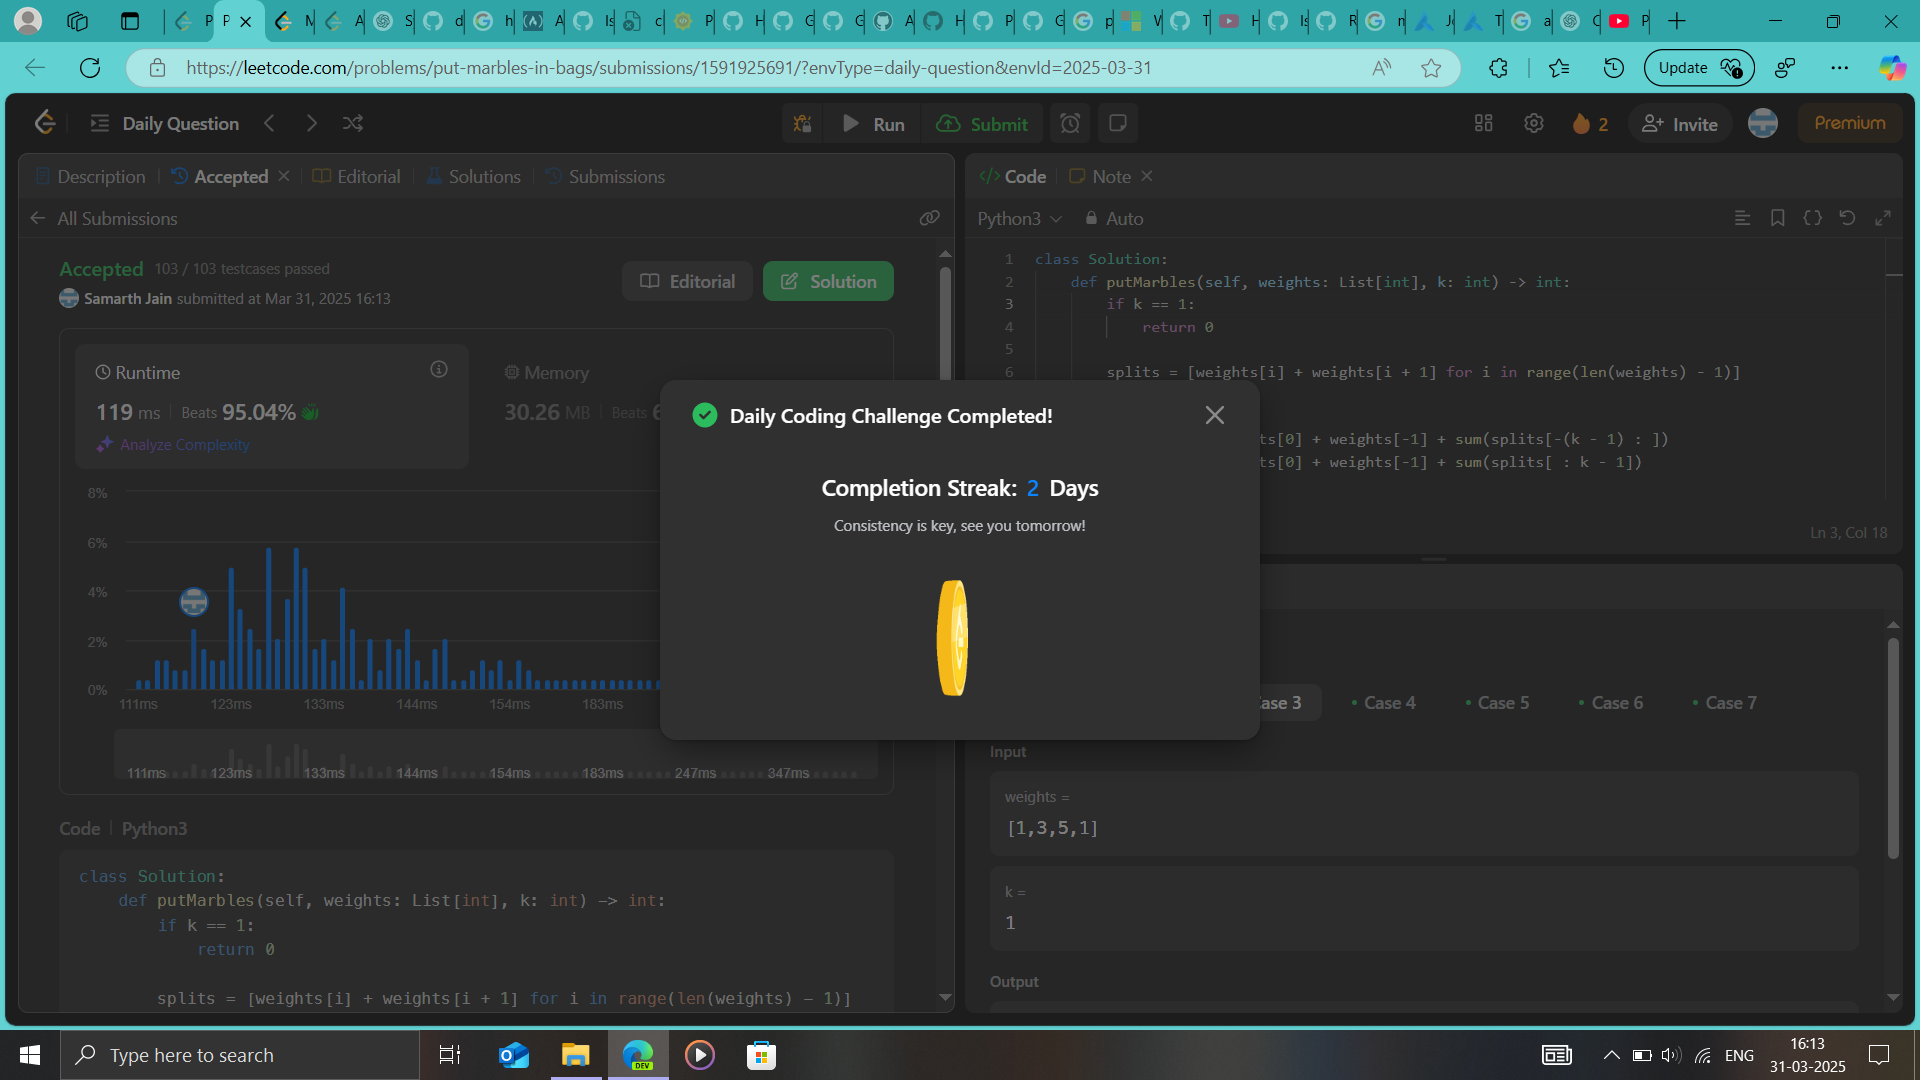 P
P
M
A
S
d
h
A
Is
c
P
H
G
G
A
H
P
G
p
V
T
H
Is
R
n
Jo
T
a
C
P
https://leetcode.com/problems/put-marbles-in-bags/submissions/1591925691/?envType=daily-question&envId=2025-03-31
Update
Daily Question
Run
Submit
2
Invite
Premium
Description
Accepted
Editorial
Solutions
Submissions
All Submissions
Accepted 103 / 103 testcases passed
Samarth Jain submitted at Mar 31, 2025 16:13
Editorial
Solution
Runtime
119 ms | Beats 95.04%
Analyze Complexity
Memory
30.26 MB | Beats 6
8%
6%
4%
2%
0%
111ms 123ms 133ms 144ms 154ms 183ms
111ms 123ms 133ms 144ms 154ms 183ms 247ms 347ms
Code | Python3
class Solution:
def putMarbles(self, weights: List[int], k: int) -> int:
if k == 1:
return 0
splits = [weights[i] + weights[i + 1] for i in range(len(weights) - 1)]
Daily Coding Challenge Completed!
Completion Streak: 2 Days
Consistency is key, see you tomorrow!
Code
Note
Python3
Auto
1 class Solution:
2 def putMarbles(self, weights: List[int], k: int) -> int:
3 if k == 1:
4 return 0
5
6 splits = [weights[i] + weights[i + 1] for i in range(len(weights) - 1)]
ts[0] + weights[-1] + sum(splits[-(k - 1) : ])
ts[0] + weights[-1] + sum(splits[ : k - 1])
Ln 3, Col 18
Case 3
Case 4
Case 5
Case 6
Case 7
Input
weights =
[1,3,5,1]
k =
1
Output
Type here to search
DEV
ENG
16:13
31-03-2025